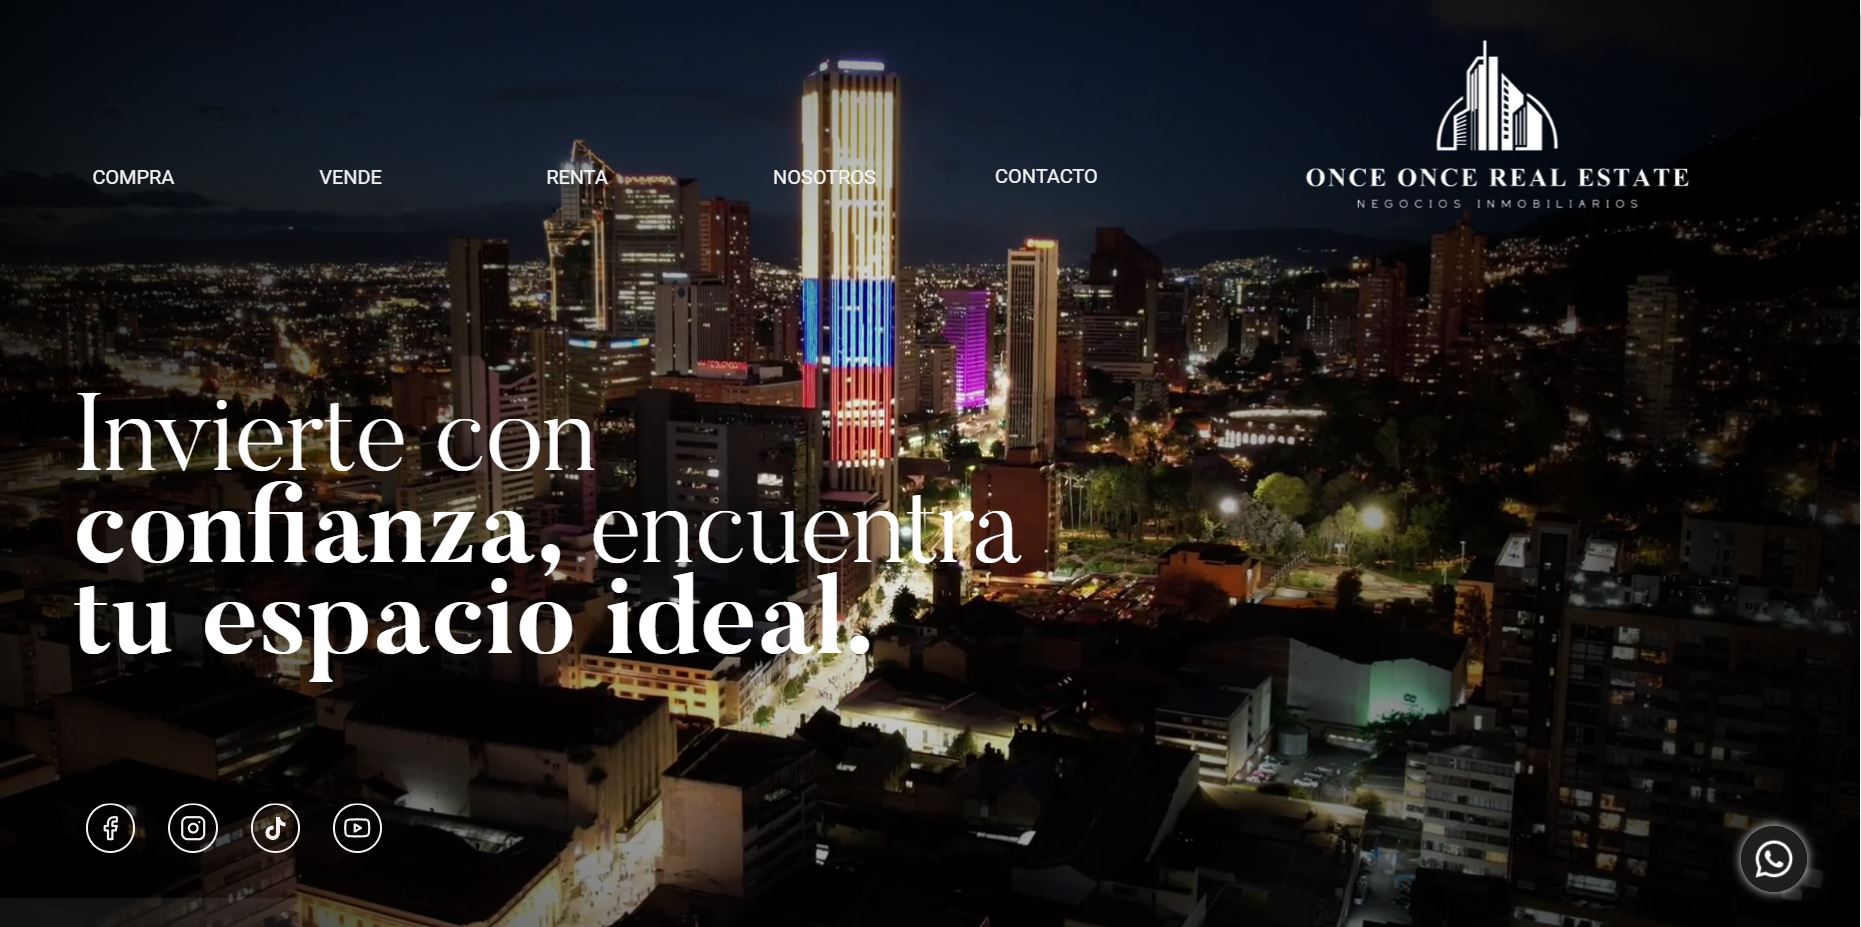 COMPRA
VENDE
RENTA
NOSOTROS
CONTACTO
ONCE ONCE REAL ESTATE
NEGOCIOS INMOBILIARIOS
Invierte con
confianza, encuentra
tu espacio ideal.